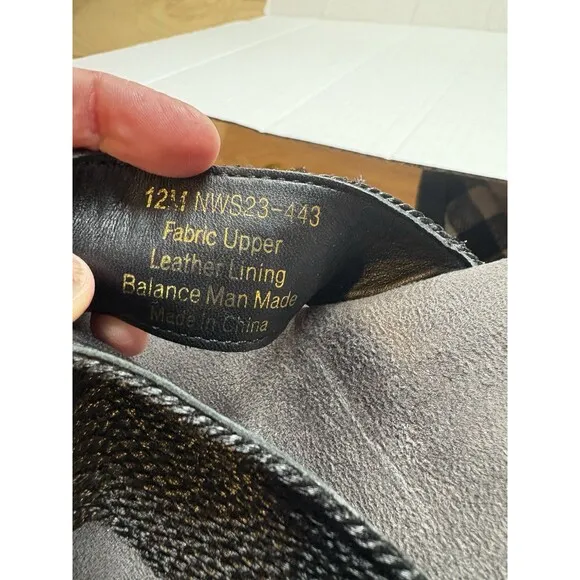 12M NWS23-443
Fabric Upper
Leather Lining
Balance Man Made
Made In China